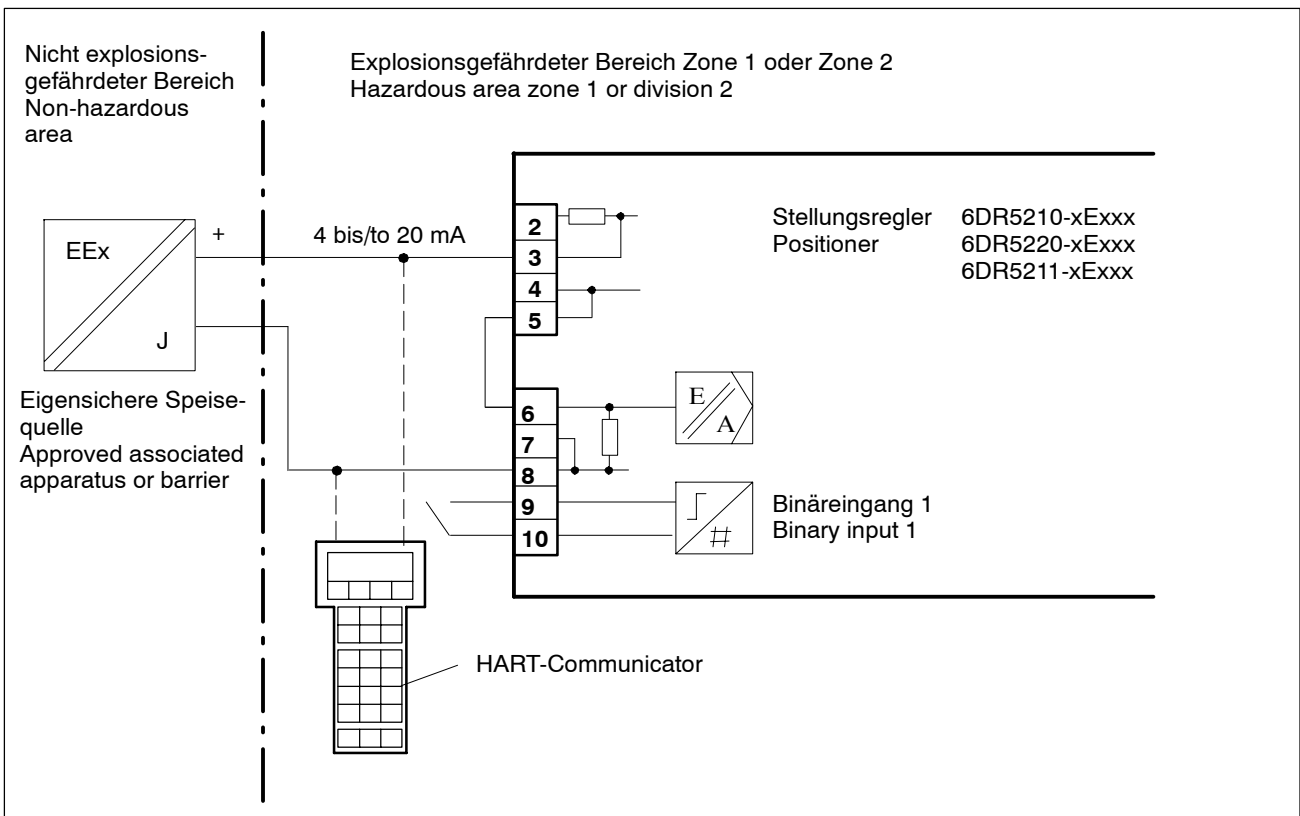 Nicht explosions-
gefährdeter Bereich
Non-hazardous
area
Explosionsgefährdeter Bereich Zone 1 oder Zone 2
Hazardous area zone 1 or division 2
EEx
J
+
4 bis/to 20 mA
Eigensichere Speise-
quelle
Approved associated
apparatus or barrier
2
3
4
5
6
7
8
9
10
Stellungsregler 6DR5210-xExxx
Positioner 6DR5220-xExxx
6DR5211-xExxx
E
A
#
Binäreingang 1
Binary input 1
HART-Communicator